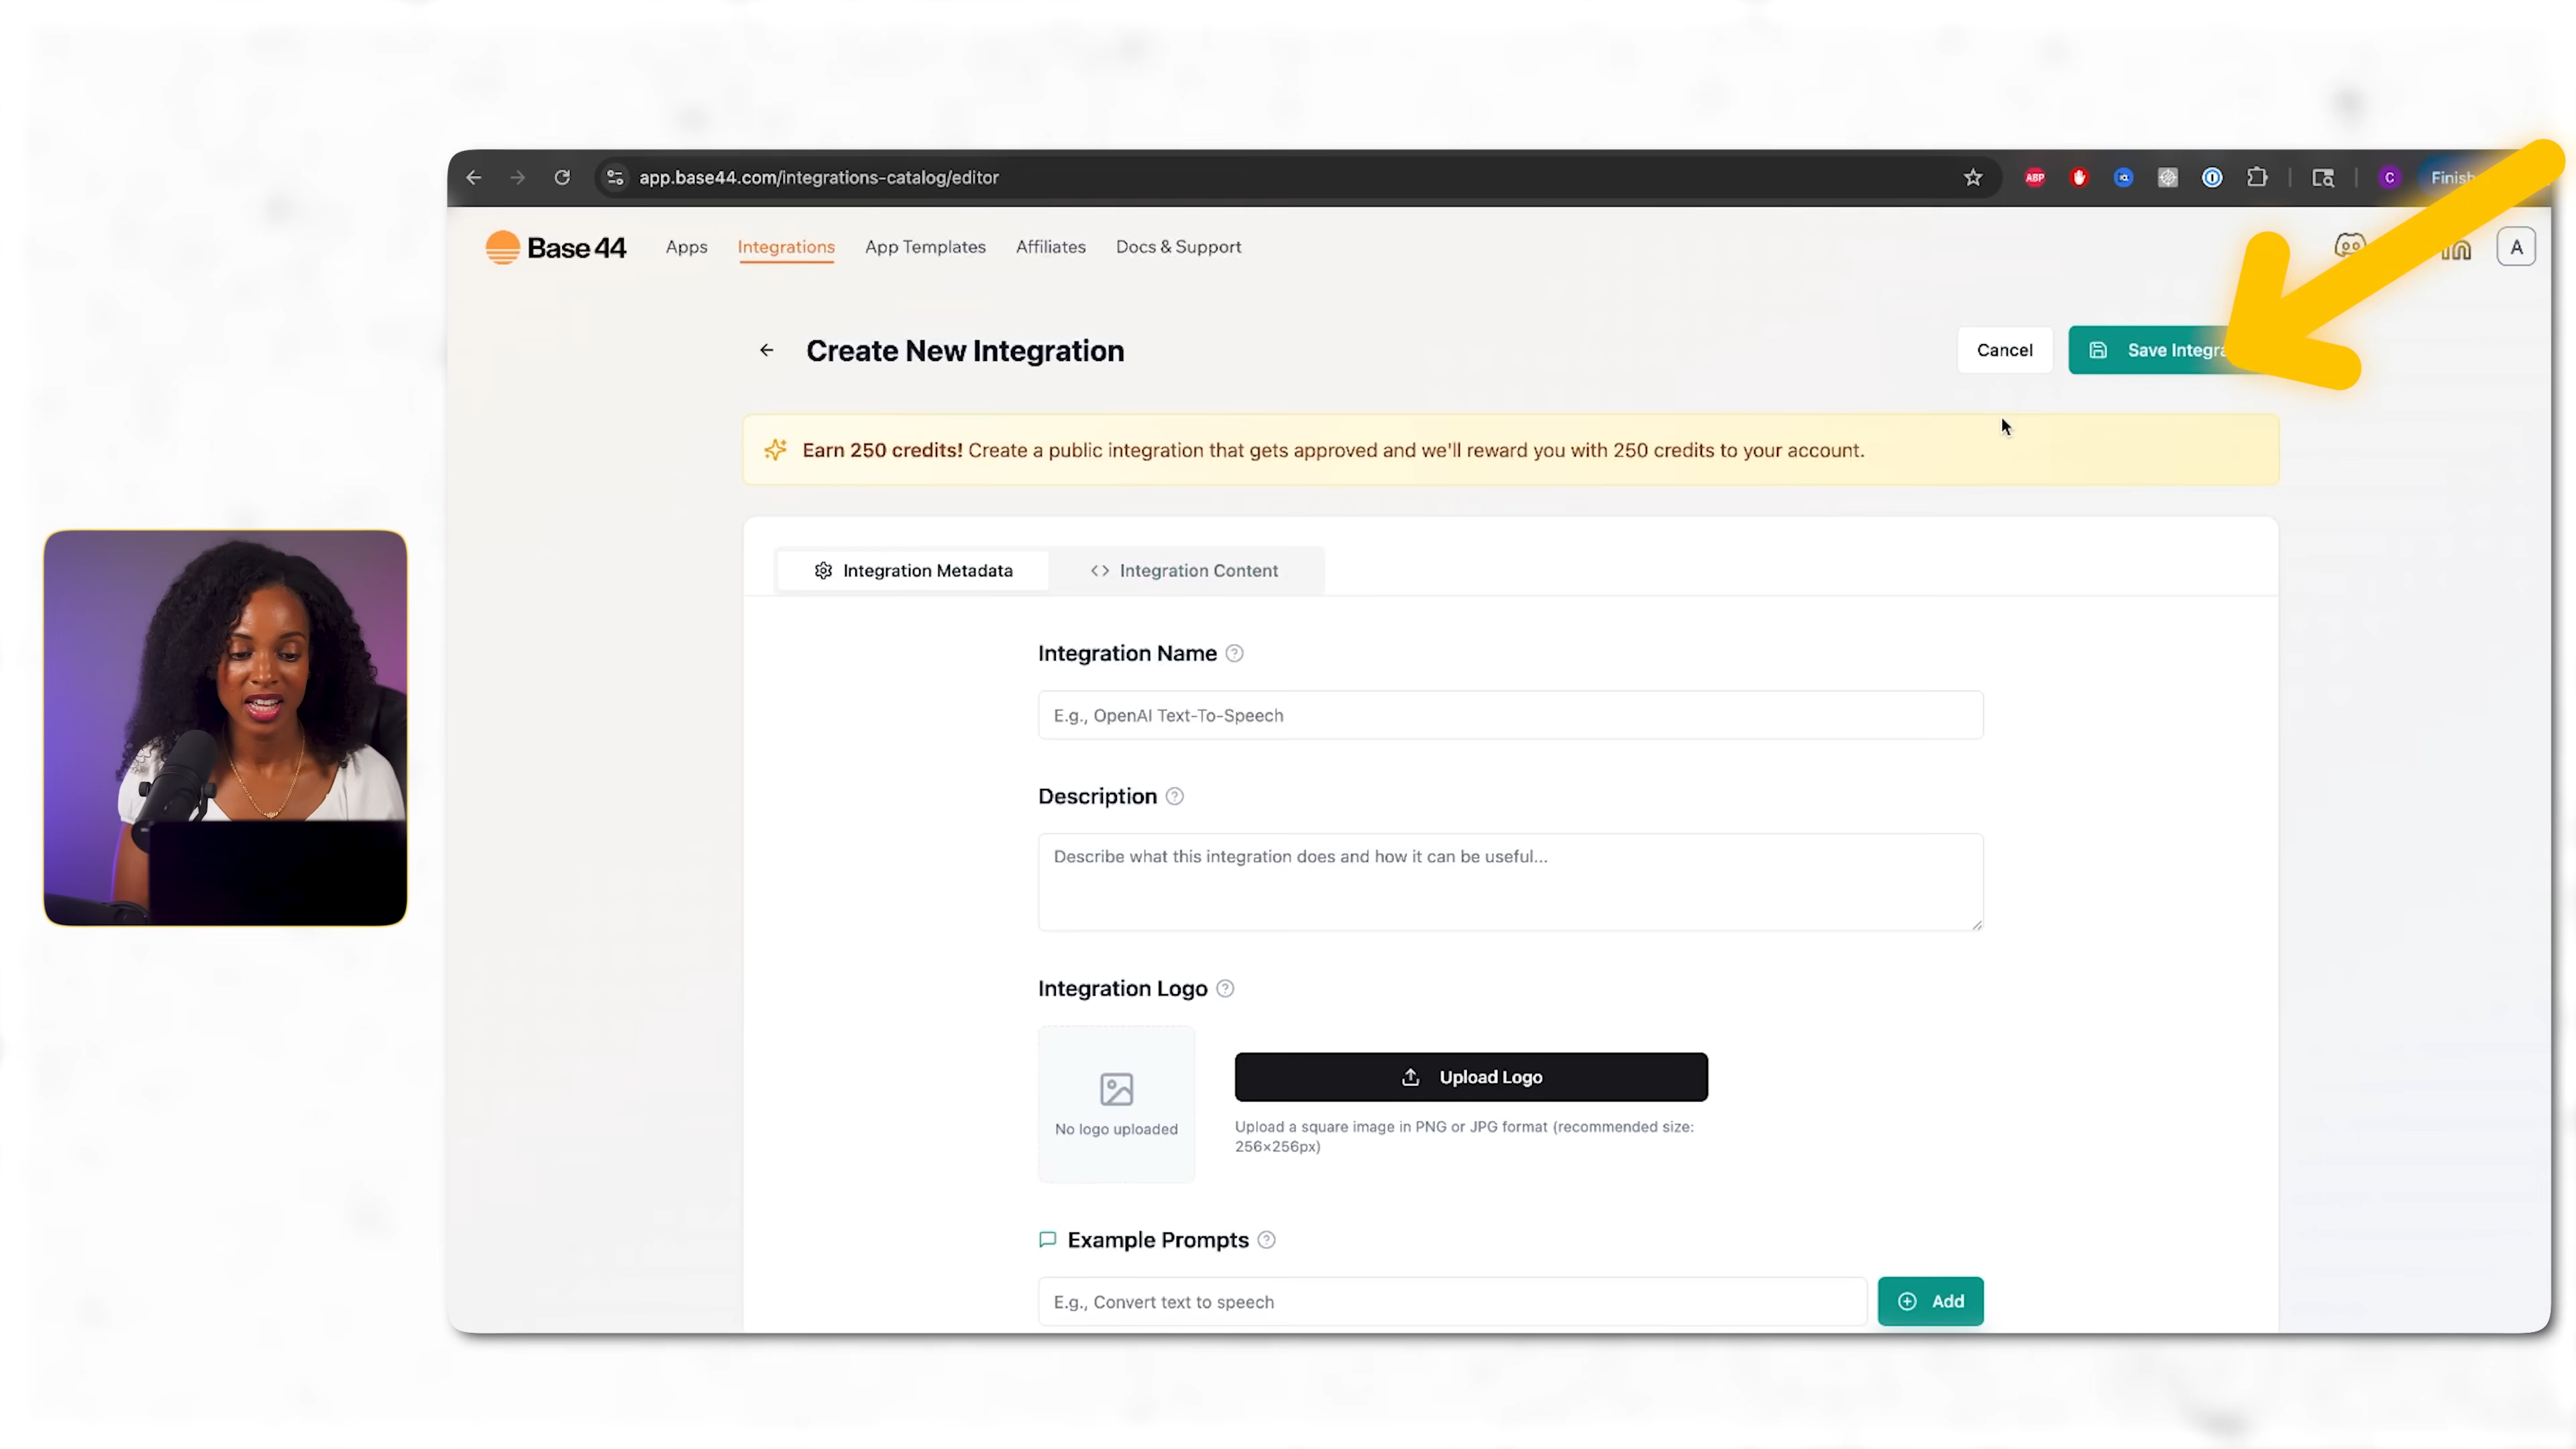 app.base44.com/integrations-catalog/editor
ABP
C
Base 44
Apps
Integrations
App Templates
Affiliates
Docs & Support
in
A
Create New Integration
Cancel
Save
Earn 250 credits! Create a public integration that gets approved and we'll reward you with 250 credits to your account.
Integration Metadata
Integration Content
Integration Name
E.g., OpenAI Text-To-Speech
Description
Describe what this integration does and how it can be useful...
Integration Logo
No logo uploaded
Upload Logo
Upload a square image in PNG or JPG format (recommended size:
256×256px)
Example Prompts
E.g., Convert text to speech
Add